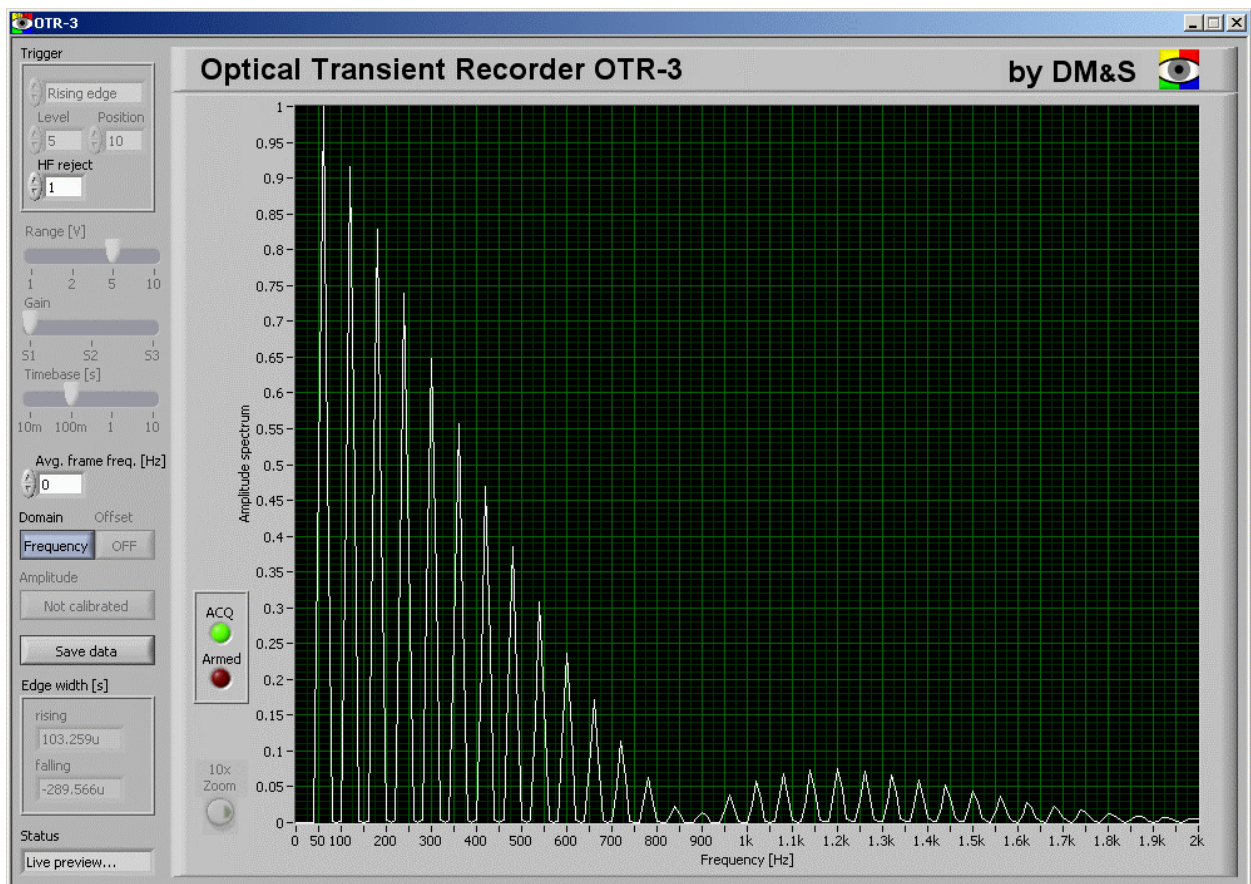 OTR-3
Trigger
Rising edge
Level Position
5 10
HF reject
1
Range [V]
1 2 5 10
Gain
S1 S2 S3
Timebase [s]
10m 100m 1 10
Avg. frame freq. [Hz]
0
Domain Offset
Frequency OFF
Amplitude
Not calibrated
Save data
Edge width [s]
rising
103.259u
falling
-289.566u
Status
Live preview...
Optical Transient Recorder OTR-3 by DM&S
1
0.95
0.9
0.85
0.8
0.75
0.7
0.65
0.6
0.55
0.5
0.45
0.4
0.35
0.3
0.25
0.2
0.15
0.1
0.05
0
Amplitude spectrum
ACQ
Armed
10x
Zoom
0 50 100 200 300 400 500 600 700 800 900 1k 1.1k 1.2k 1.3k 1.4k 1.5k 1.6k 1.7k 1.8k 1.9k 2k
Frequency [Hz]